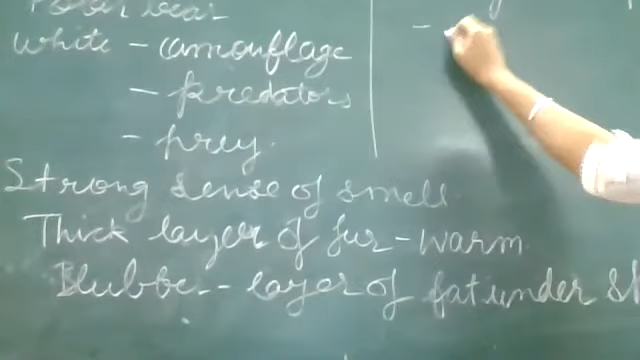 Polar bear
white - camouflage
- predators
- prey.
Strong sense of smell
Thick layer of fur - warm
Blubbe - layer of fat under